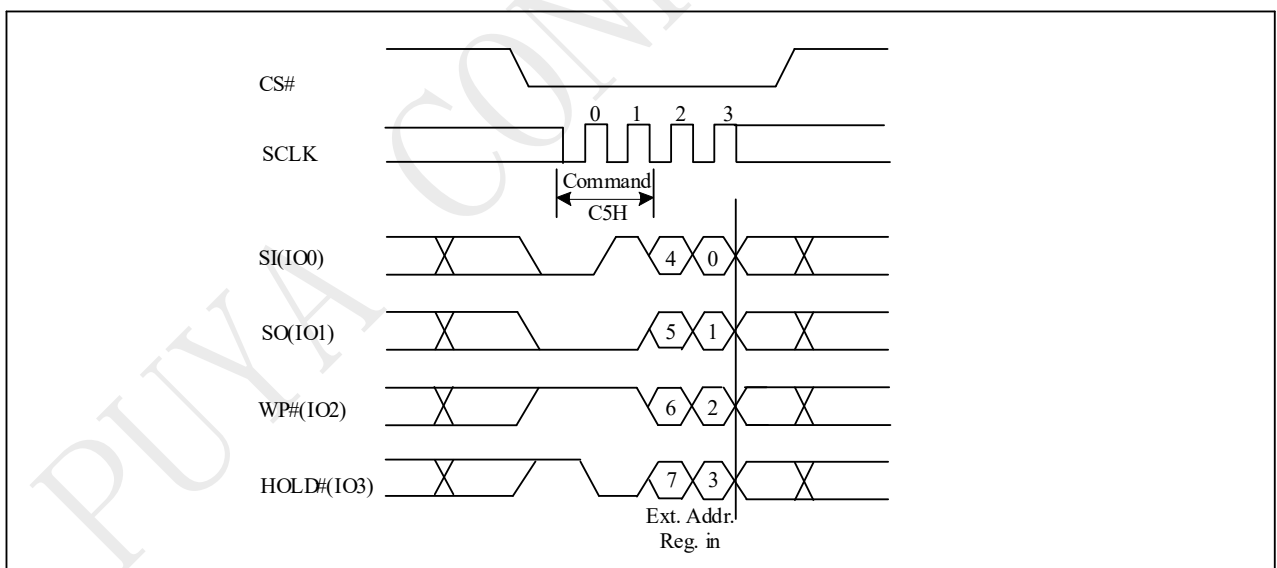 CS#
0 1 2 3
SCLK
Command
C5H
SI(IO0) 4 0
SO(IO1) 5 1
WP#(IO2) 6 2
HOLD#(IO3) 7 3
Ext. Addr.
Reg. in
PUYA CON